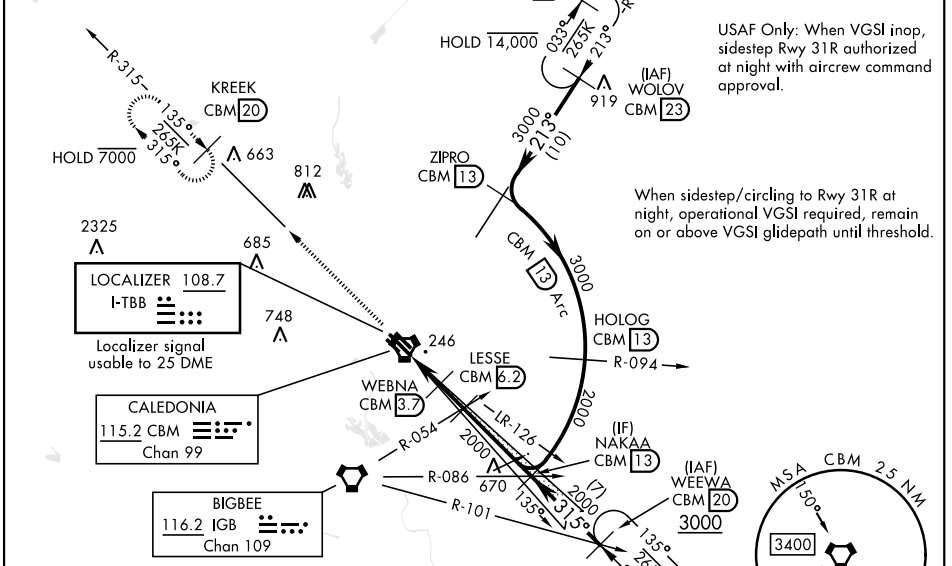 HOLD 14,000
033°
265K
213°
R-
USAF Only: When VGSI inop,
sidestep Rwy 31R authorized
at night with aircrew command
approval.
919
(IAF)
WOLOV
CBM 23
3000
213°
(10)
R-315
KREEK
CBM 20
135°
265K
315°
HOLD 7000
663
812
ZIPRO
CBM 13
When sidestep/circling to Rwy 31R at
night, operational VGSI required, remain
on or above VGSI glidepath until threshold.
2325
685
CBM 13 Arc
3000
LOCALIZER 108.7
I-TBB
Localizer signal
usable to 25 DME
748
246
HOLOG
CBM 13
R-094
LESSE
CBM 6.2
WEBNA
CBM 3.7
2000
CALEDONIA
115.2 CBM
Chan 99
R-054
LR-126
2000
(IF)
NAKAA
CBM 13
R-086
670
(7)
2000
135°
315°
(IAF)
WEEWA
CBM 20
3000
R-101
BIGBEE
116.2 IGB
Chan 109
135°
MSA CBM 25 NM
150°
3400